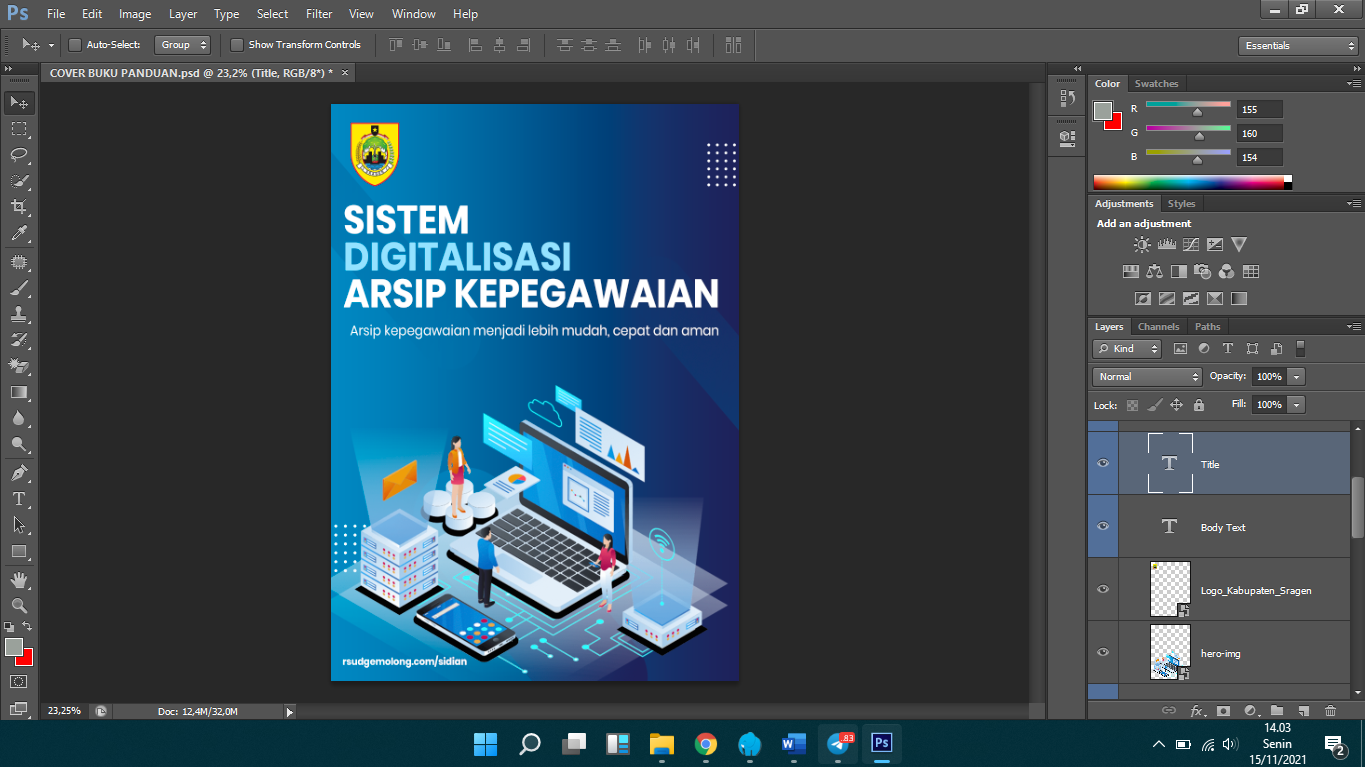 Ps File Edit Image Layer Type Select Filter View Window Help
Auto-Select: Group Show Transform Controls Essentials
COVER BUKU PANDUAN.psd @ 23,2% (Title, RGB/8*) * ×
SISTEM
DIGITALISASI
ARSIP KEPEGAWAIAN
Arsip kepegawaian menjadi lebih mudah, cepat dan aman
rsudgemolong.com/sidian
Color Swatches
R 155
G 160
B 154
Adjustments Styles
Add an adjustment
Layers Channels Paths
Kind
Normal Opacity: 100%
Lock: Fill: 100%
Title
Body Text
Logo_Kabupaten_Sragen
hero-img
23,25% Doc: 12,4M/32,0M
83
Ps
14.03
Senin
15/11/2021
2